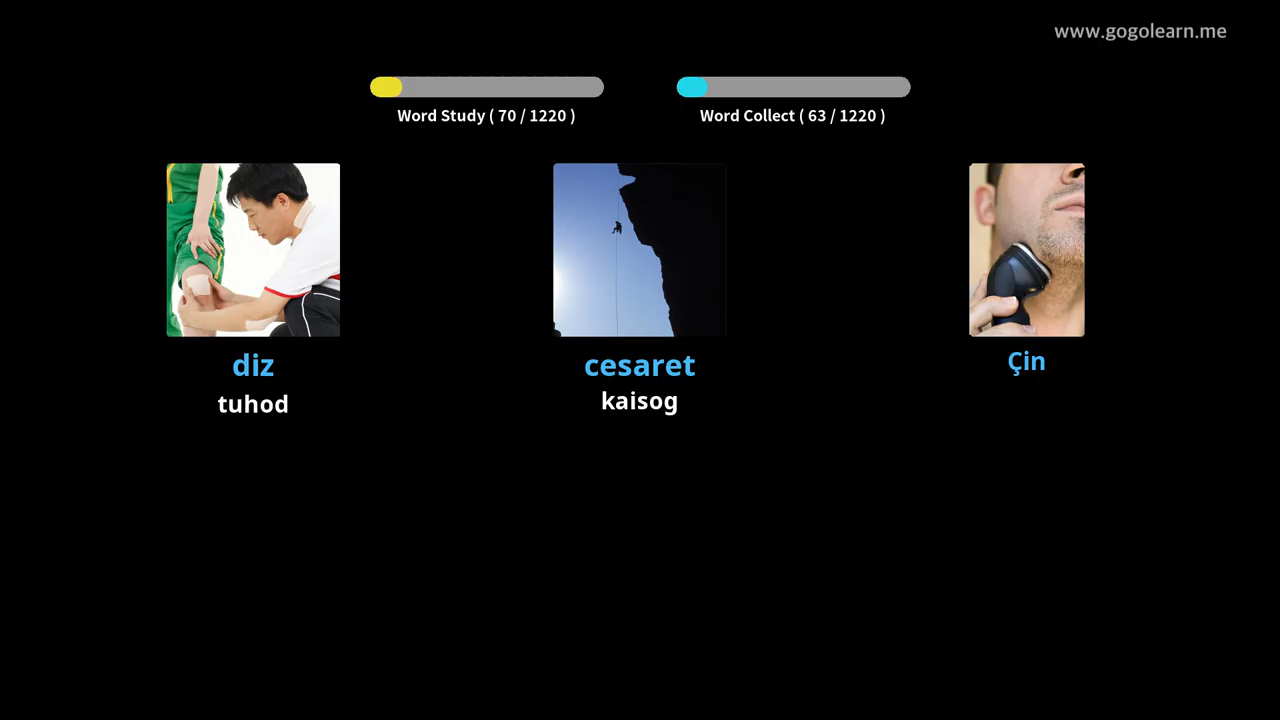 www.gogolearn.me
Word Study ( 70 / 1220 )
Word Collect ( 63 / 1220 )
diz
tuhod
cesaret
kaisog
Çin